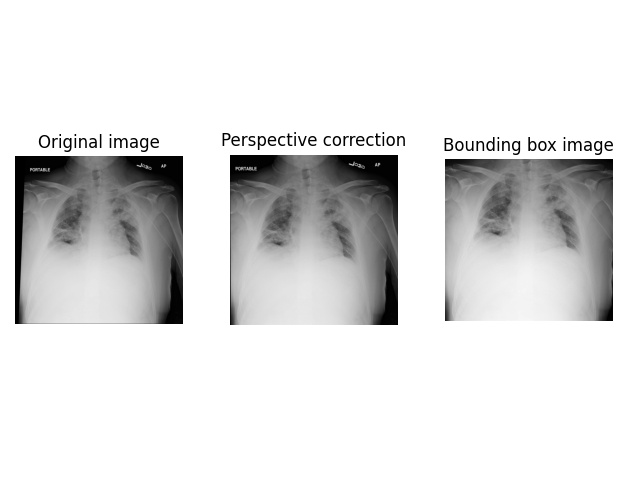 Original image
Perspective correction
Bounding box image
PORTABLE
AP
PORTABLE
AP